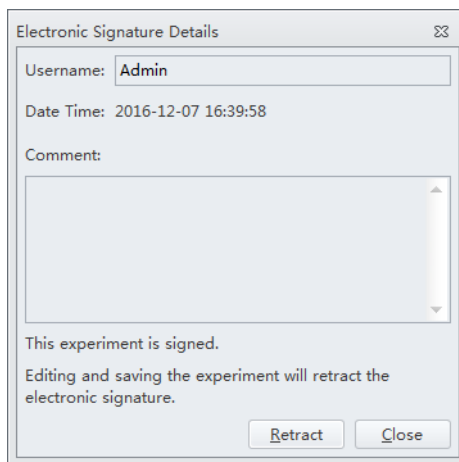 Electronic Signature Details
Username: Admin
Date Time: 2016-12-07 16:39:58
Comment:
This experiment is signed.
Editing and saving the experiment will retract the
electronic signature.
Retract Close